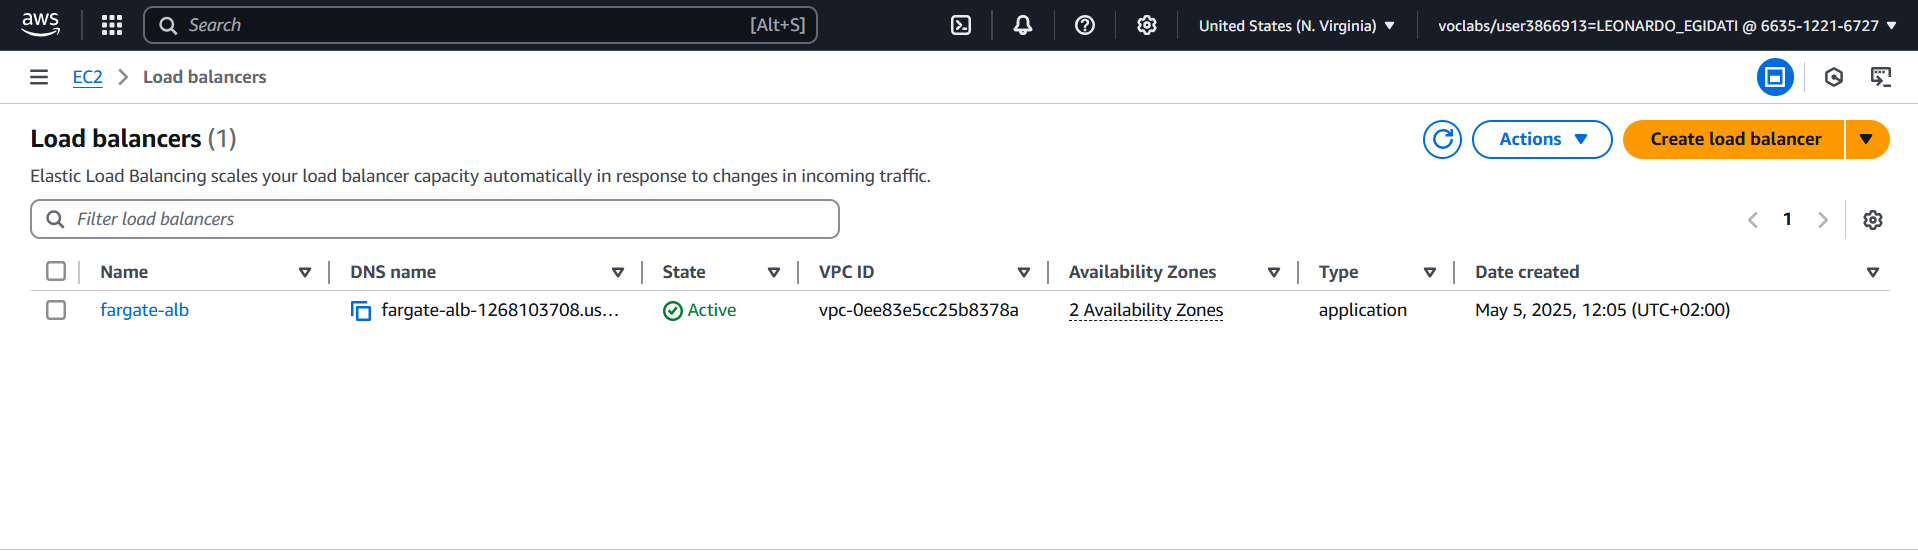 aws Search [Alt+S] United States (N. Virginia) voclabs/user3866913=LEONARDO_EGIDATI @ 6635-1221-6727
EC2 Load balancers
Load balancers (1) Actions Create load balancer
Elastic Load Balancing scales your load balancer capacity automatically in response to changes in incoming traffic.
Filter load balancers 1
Name DNS name State VPC ID Availability Zones Type Date created
fargate-alb fargate-alb-1268103708.us... Active vpc-0ee83e5cc25b8378a 2 Availability Zones application May 5, 2025, 12:05 (UTC+02:00)